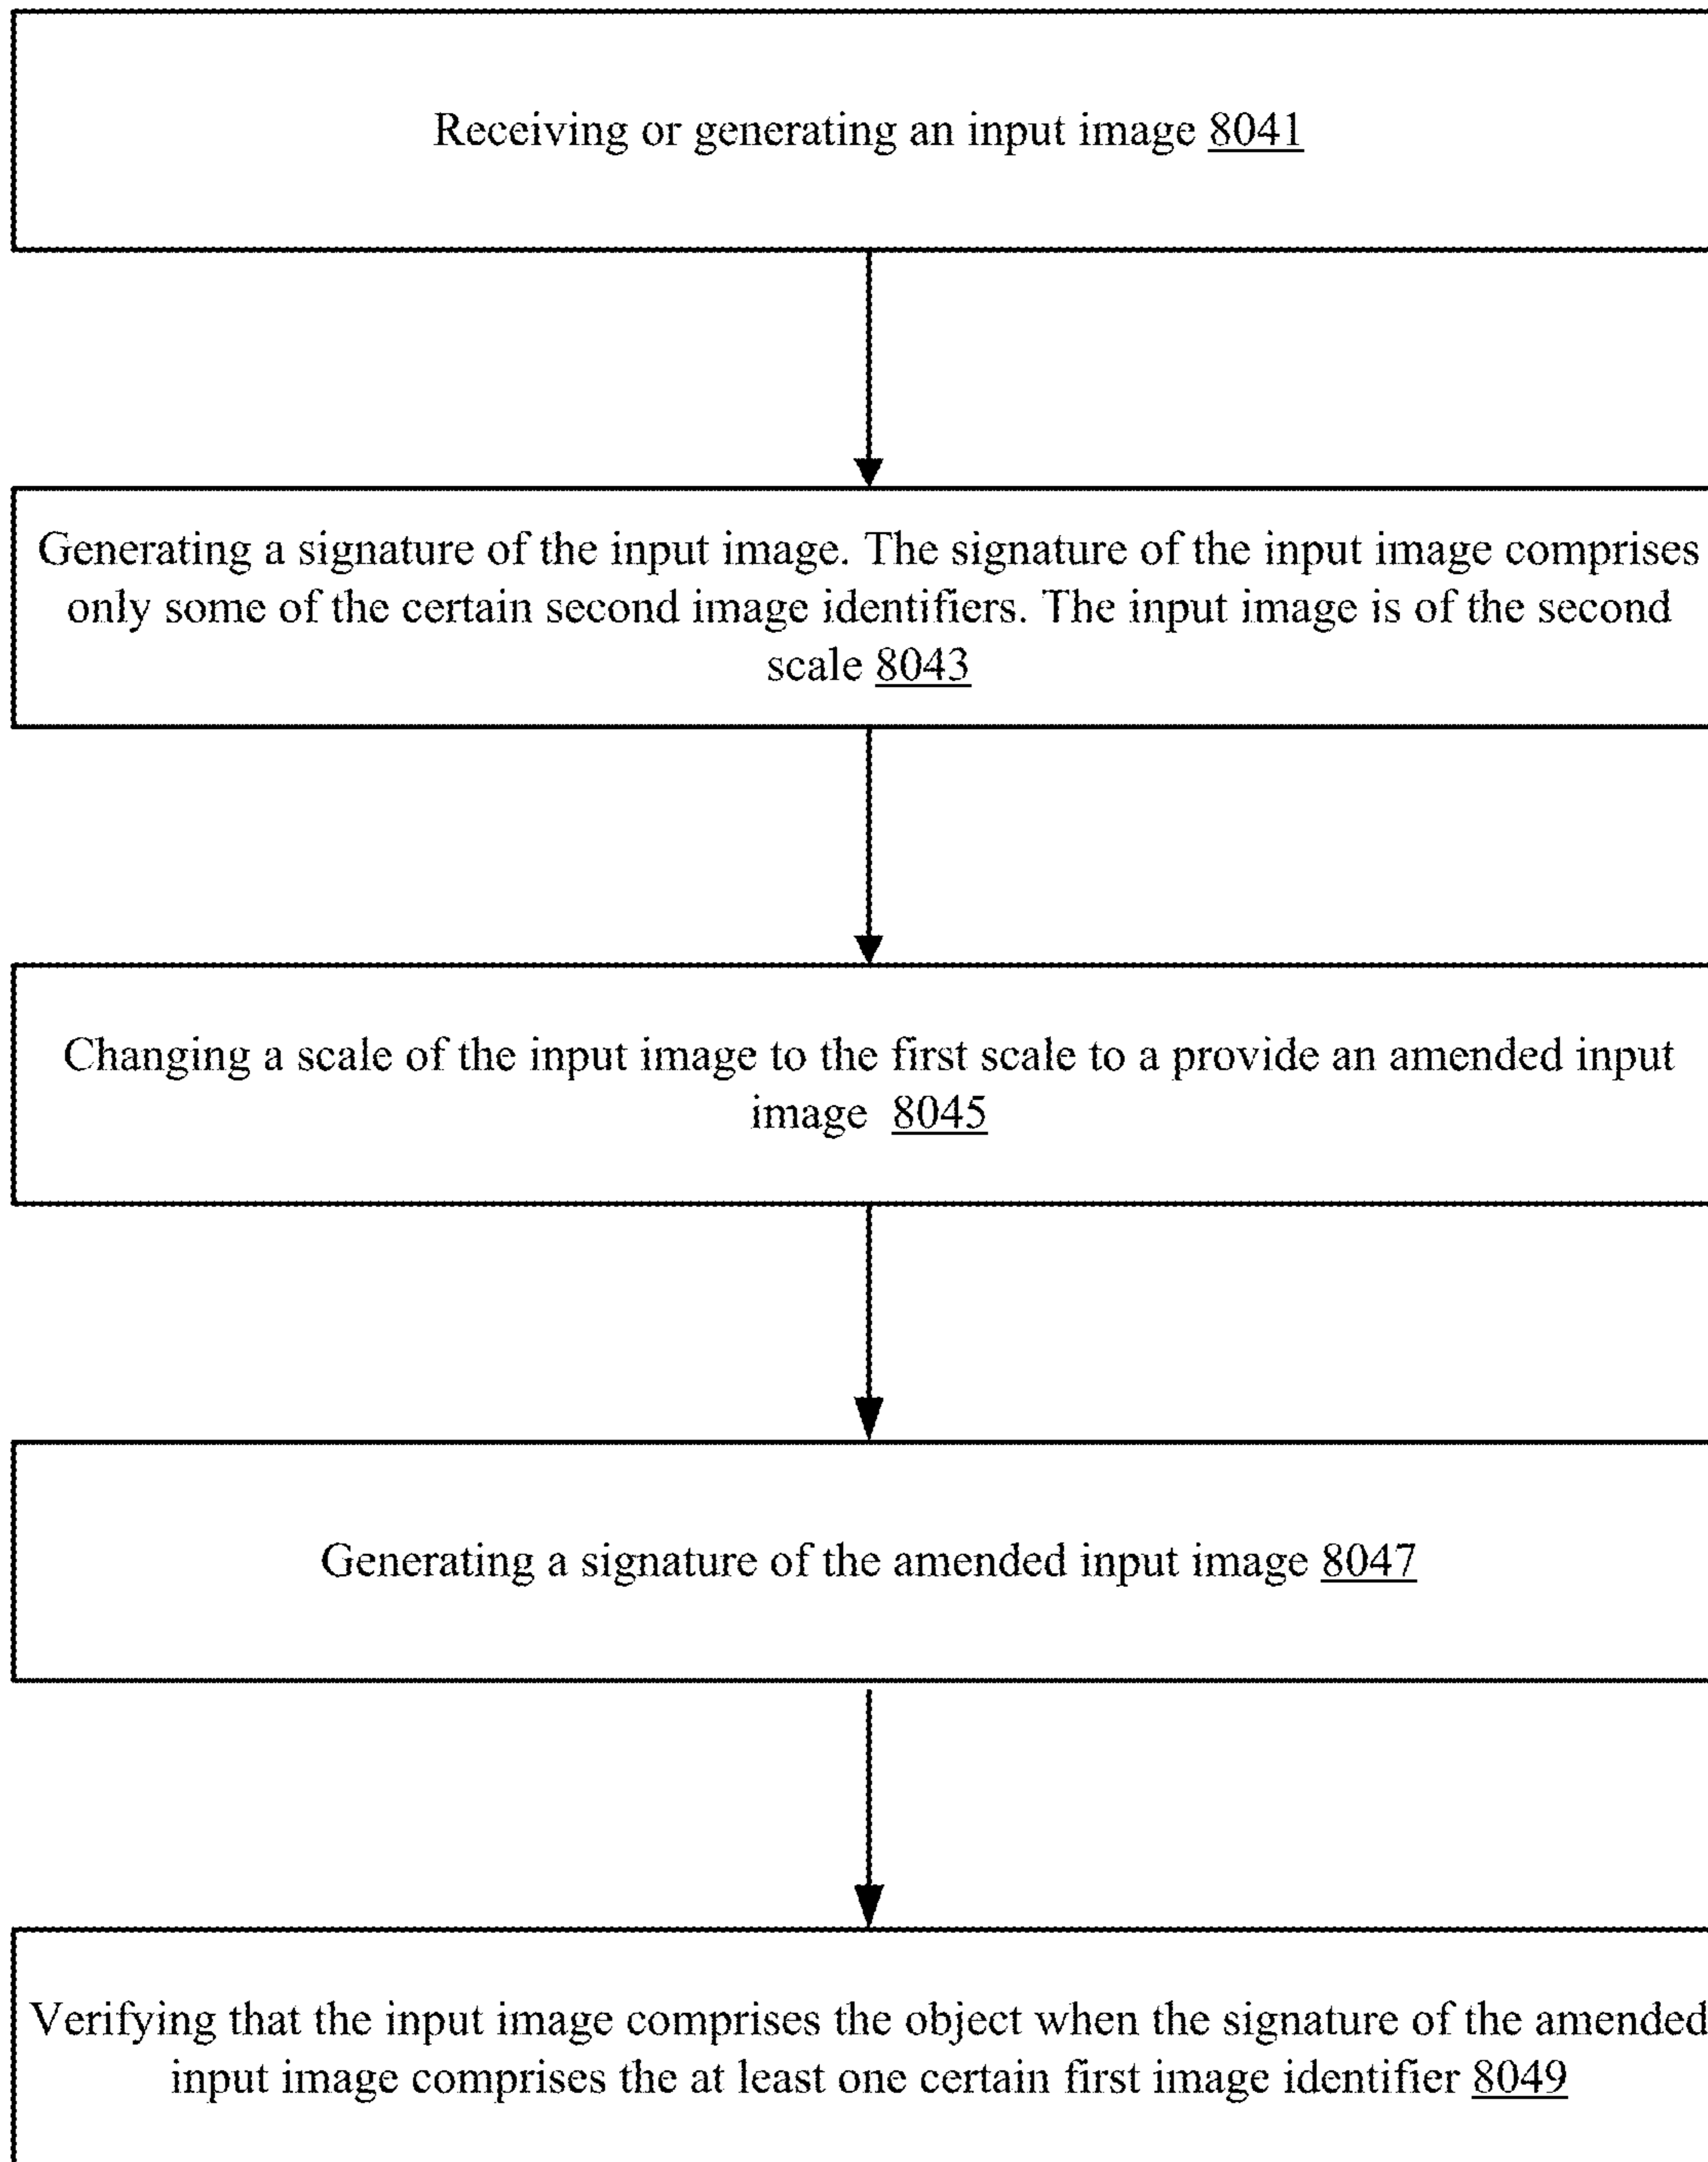 Receiving or generating an input image 8041
Generating a signature of the input image. The signature of the input image comprises
only some of the certain second image identifiers. The input image is of the second
scale 8043
Changing a scale of the input image to the first scale to a provide an amended input
image 8045
Generating a signature of the amended input image 8047
Verifying that the input image comprises the object when the signature of the amended
input image comprises the at least one certain first image identifier 8049